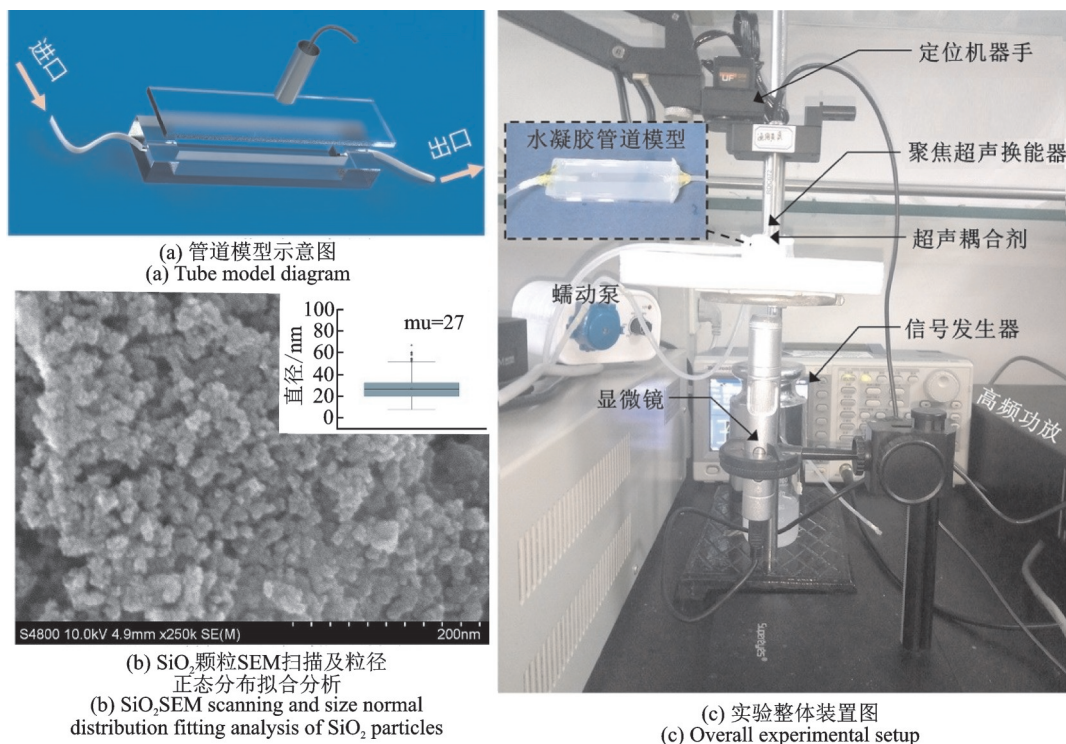 进口
出口
(a) 管道模型示意图
(a) Tube model diagram
直径/nm
100
80
60
40
20
0
mu=27
S4800 10.0kV 4.9mm x250k SE(M)
200nm
(b) SiO₂颗粒SEM扫描及粒径
正态分布拟合分析
(b) SiO₂SEM scanning and size normal
distribution fitting analysis of SiO₂ particles
定位机器手
水凝胶管道模型
聚焦超声换能器
超声耦合剂
蠕动泵
信号发生器
显微镜
高频功放
(c) 实验整体装置图
(c) Overall experimental setup